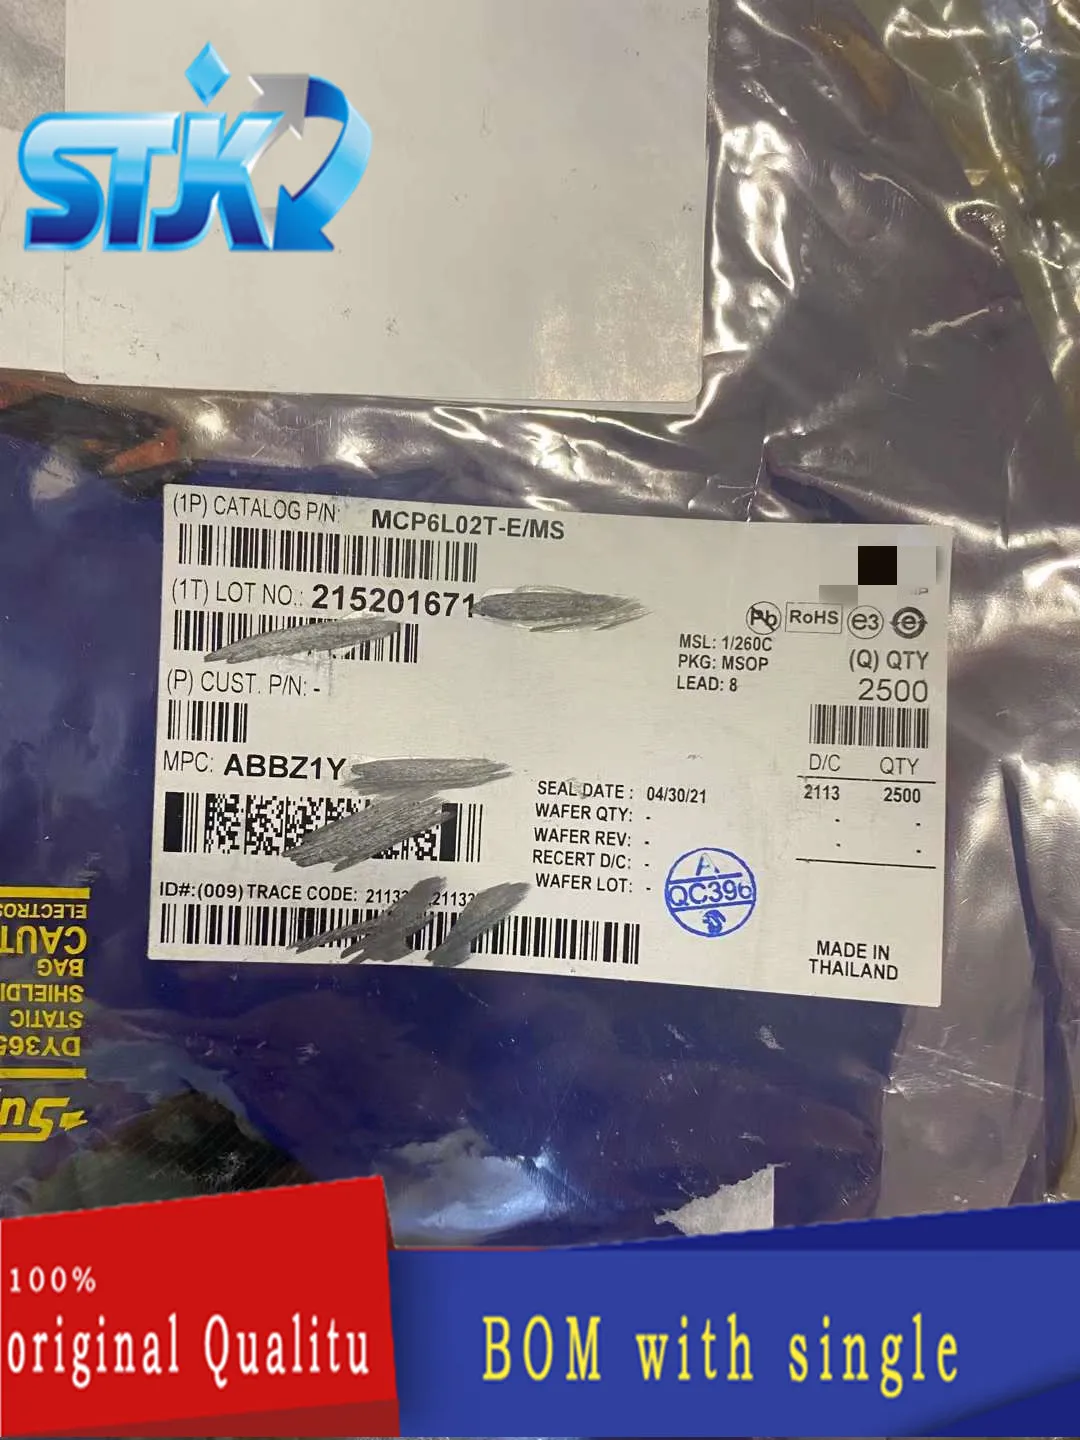 STK
(1P) CATALOG P/N: MCP6L02T-E/MS
(1T) LOT NO.: 215201671
(P) CUST. P/N: -
MPC: ABBZ1Y
ID#:(009) TRACE CODE: 2113
Pb RoHS e3 e
MSL: 1/260C
PKG: MSOP
LEAD: 8
(Q) QTY
2500
D/C QTY
2113 2500
- -
- -
SEAL DATE : 04/30/21
WAFER QTY: -
WAFER REV: -
RECERT D/C: -
WAFER LOT: -
A
QC396
MADE IN
THAILAND
CAUT
BAG
SHIELDI
STATIC
DY365
Su
100%
original Qualitu
BOM with single